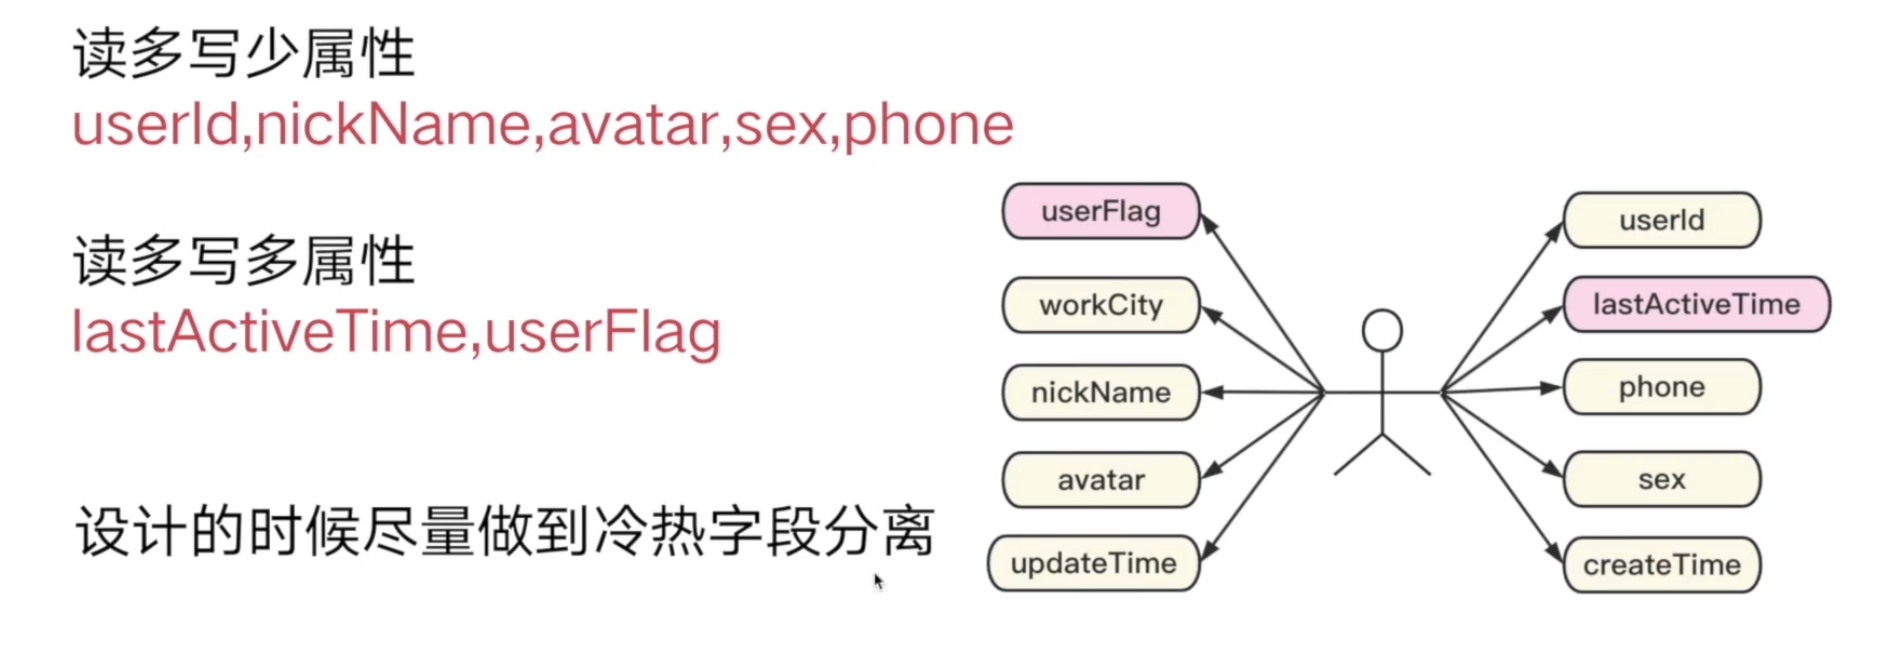 读多写少属性
userId,nickName,avatar,sex,phone
读多写多属性
lastActiveTime,userFlag
设计的时候尽量做到冷热字段分离
userFlag
workCity
nickName
avatar
updateTime
userId
lastActiveTime
phone
sex
createTime